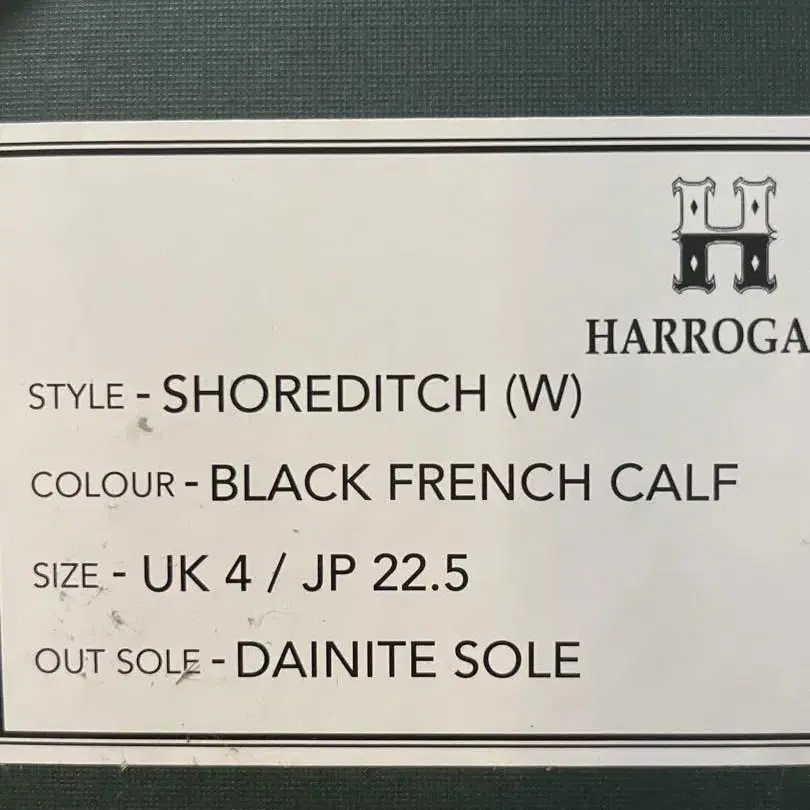 H
HARROGA
STYLE - SHOREDITCH (W)
COLOUR - BLACK FRENCH CALF
SIZE - UK 4 / JP 22.5
OUT SOLE - DAINITE SOLE